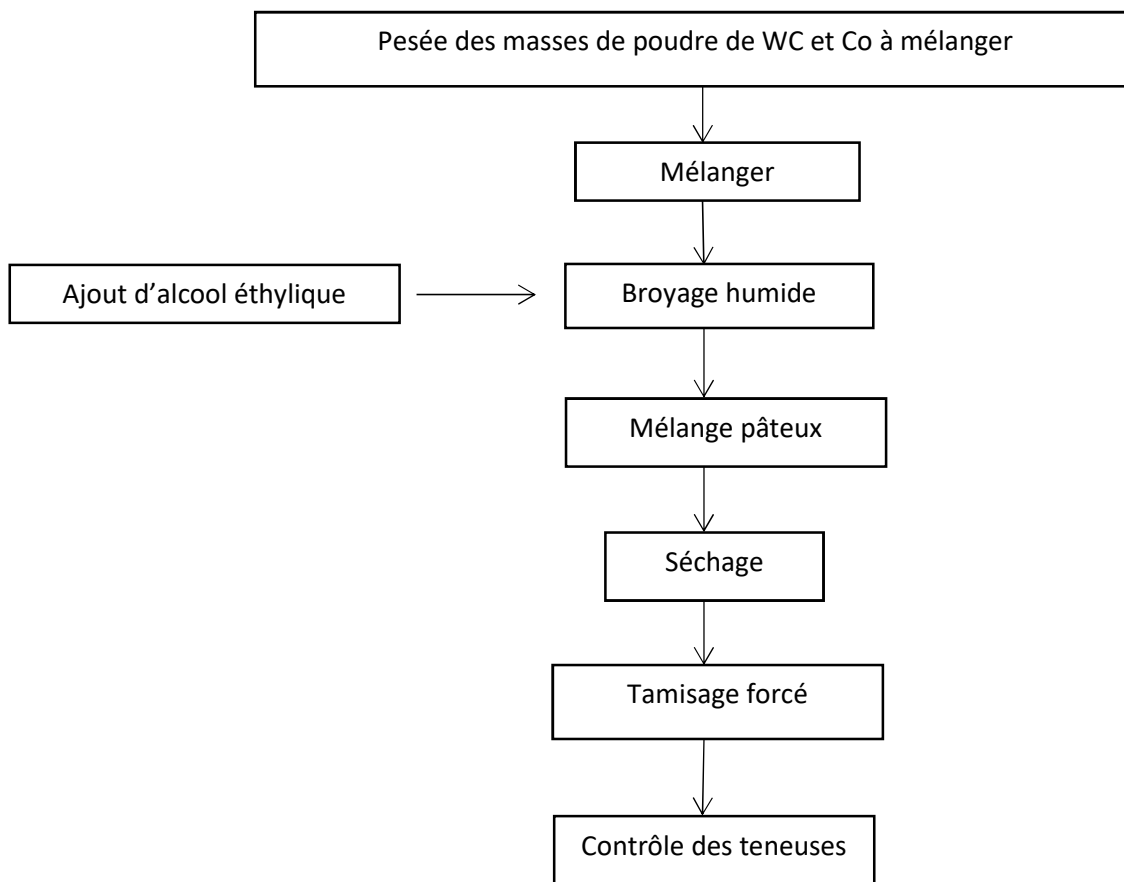 Pesée des masses de poudre de WC et Co à mélanger
Mélanger
Ajout d'alcool éthylique
Broyage humide
Mélange pâteux
Séchage
Tamisage forcé
Contrôle des teneuses